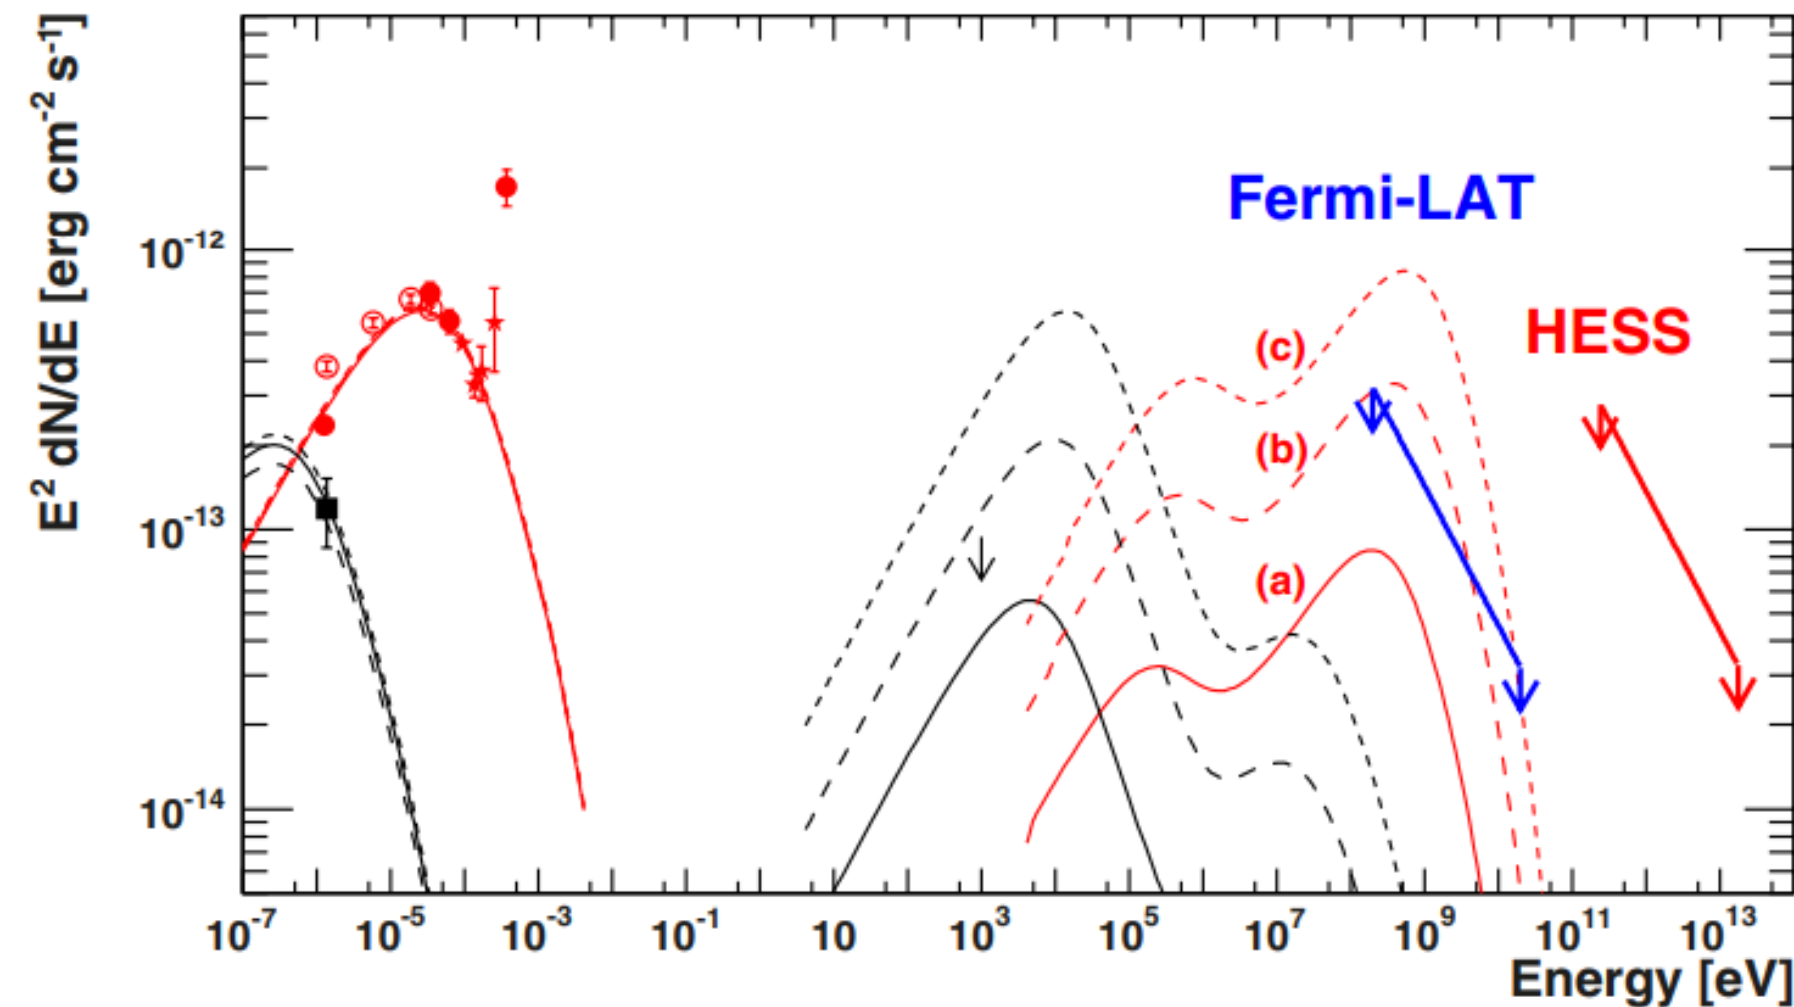 E² dN/dE [erg cm⁻² s⁻¹]
10⁻¹²
10⁻¹³
10⁻¹⁴
Fermi-LAT
HESS
(c)
(b)
(a)
10⁻⁷ 10⁻⁵ 10⁻³ 10⁻¹ 10 10³ 10⁵ 10⁷ 10⁹ 10¹¹ 10¹³
Energy [eV]